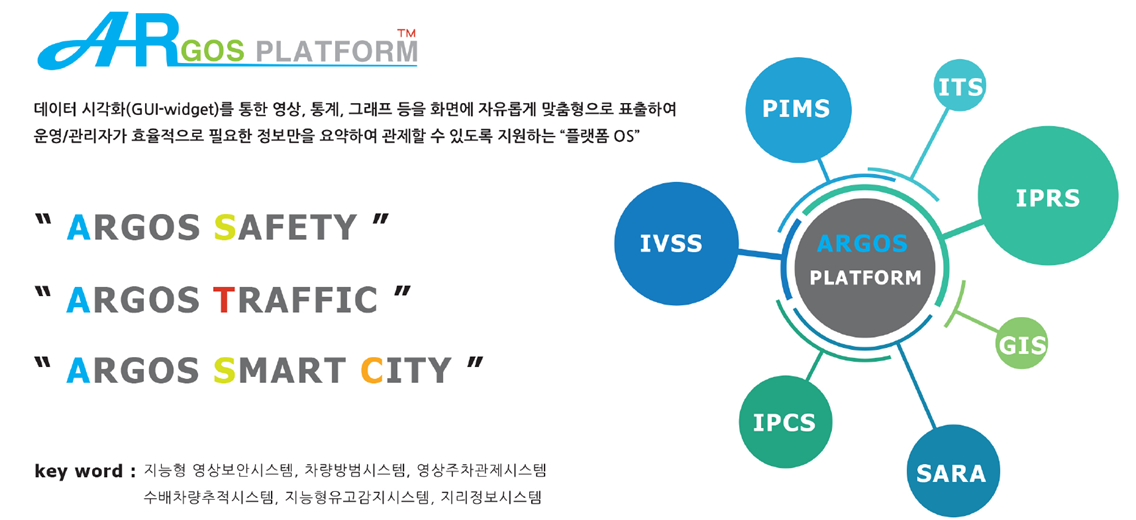 ARGOS PLATFORM™
데이터 시각화(GUI-widget)를 통한 영상, 통계, 그래프 등을 화면에 자유롭게 맞춤형으로 표출하여
운영/관리자가 효율적으로 필요한 정보만을 요약하여 관제할 수 있도록 지원하는 “플랫폼 OS”
“ ARGOS SAFETY ”
“ ARGOS TRAFFIC ”
“ ARGOS SMART CITY ”
key word : 지능형 영상보안시스템, 차량방범시스템, 영상주차관제시스템
수배차량추적시스템, 지능형유고감지시스템, 지리정보시스템
PIMS
ITS
IPRS
IVSS
ARGOS
PLATFORM
GIS
IPCS
SARA